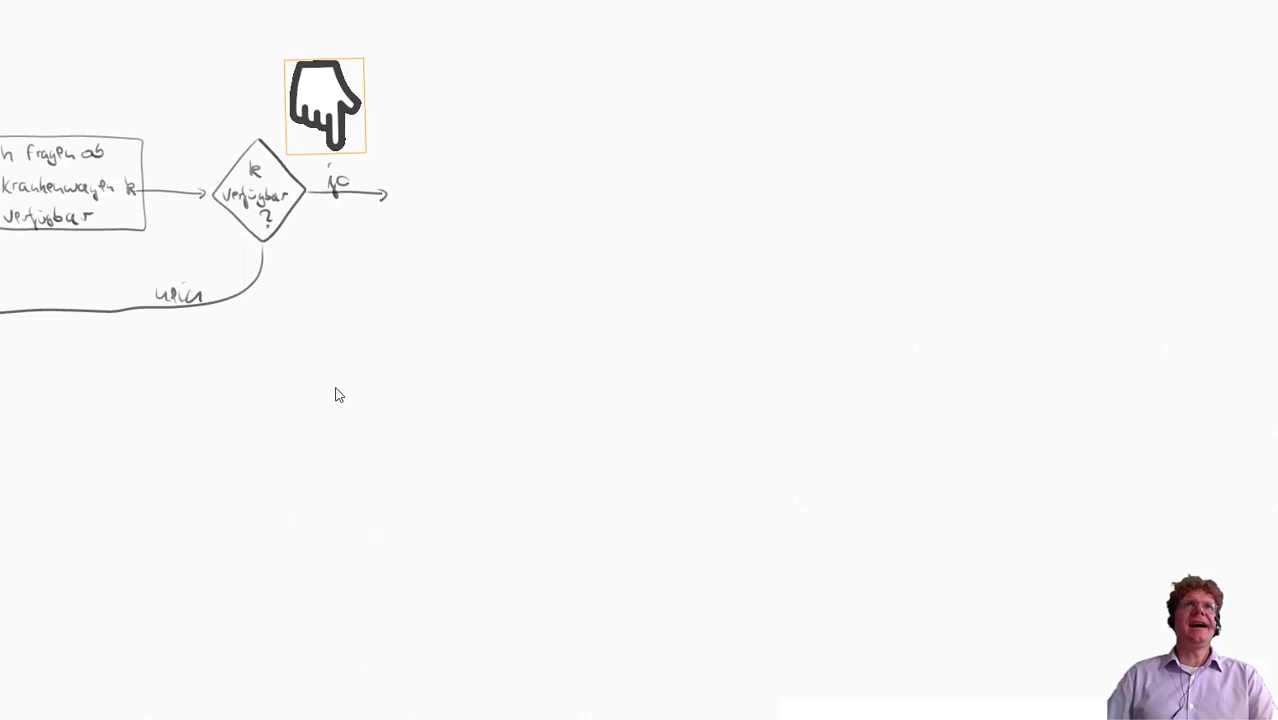 h Fragen ob
Krankenwagen k
verfügbar
k
verfügbar
?
ja
nein